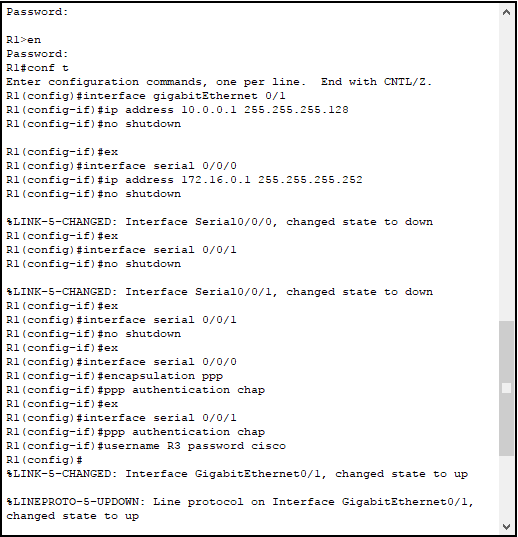 Password:
R1>en
Password:
R1#conf t
Enter configuration commands, one per line.  End with CNTL/Z.
R1(config)#interface gigabitEthernet 0/1
R1(config-if)#ip address 10.0.0.1 255.255.255.128
R1(config-if)#no shutdown
R1(config-if)#ex
R1(config)#interface serial 0/0/0
R1(config-if)#ip address 172.16.0.1 255.255.255.252
R1(config-if)#no shutdown
%LINK-5-CHANGED: Interface Serial0/0/0, changed state to down
R1(config-if)#ex
R1(config)#interface serial 0/0/1
R1(config-if)#no shutdown
%LINK-5-CHANGED: Interface Serial0/0/1, changed state to down
R1(config-if)#ex
R1(config)#interface serial 0/0/1
R1(config-if)#no shutdown
R1(config-if)#ex
R1(config)#interface serial 0/0/0
R1(config-if)#encapsulation ppp
R1(config-if)#ppp authentication chap
R1(config-if)#ex
R1(config)#interface serial 0/0/1
R1(config-if)#ppp authentication chap
R1(config-if)#username R3 password cisco
R1(config)#
%LINK-5-CHANGED: Interface GigabitEthernet0/1, changed state to up
%LINEPROTO-5-UPDOWN: Line protocol on Interface GigabitEthernet0/1,
changed state to up